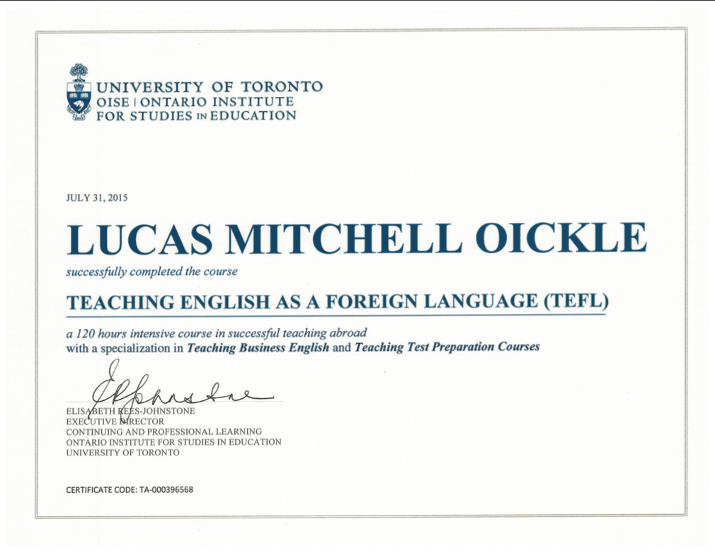 UNIVERSITY OF TORONTO
OISE | ONTARIO INSTITUTE
FOR STUDIES IN EDUCATION
JULY 31, 2015
LUCAS MITCHELL OICKLE
successfully completed the course
TEACHING ENGLISH AS A FOREIGN LANGUAGE (TEFL)
a 120 hours intensive course in successful teaching abroad
with a specialization in Teaching Business English and Teaching Test Preparation Courses
ELISABETH REES-JOHNSTONE
EXECUTIVE DIRECTOR
CONTINUING AND PROFESSIONAL LEARNING
ONTARIO INSTITUTE FOR STUDIES IN EDUCATION
UNIVERSITY OF TORONTO
CERTIFICATE CODE: TA-000396568